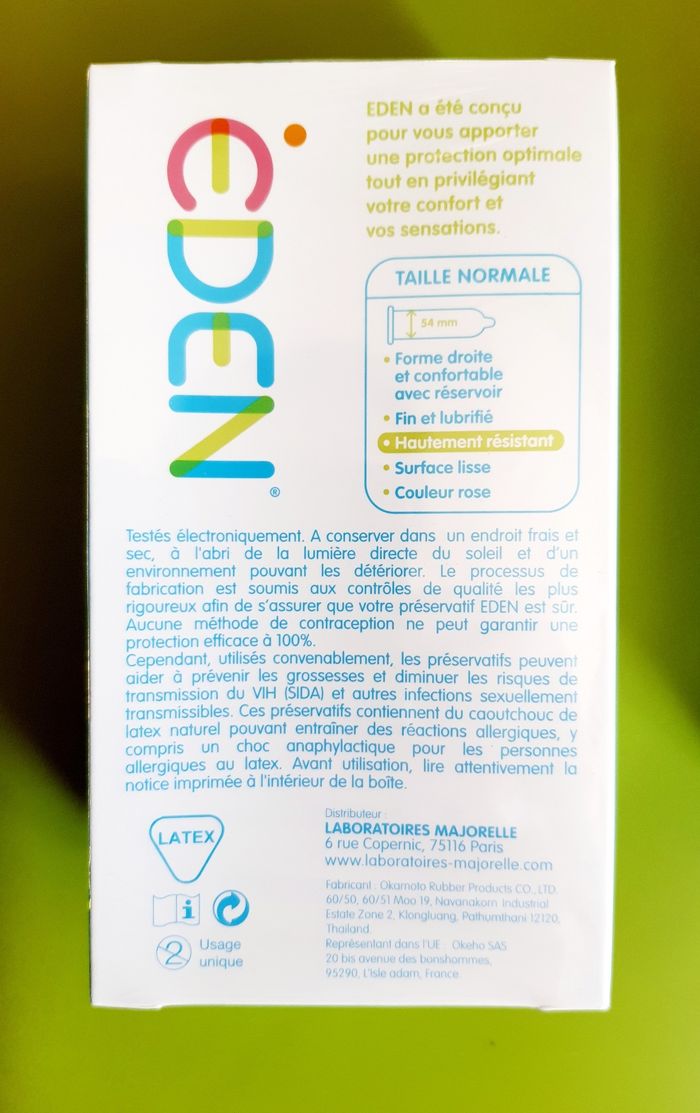 EDEN®
EDEN a été conçu
pour vous apporter
une protection optimale
tout en privilégiant
votre confort et
vos sensations.
TAILLE NORMALE
54 mm
• Forme droite
et confortable
avec réservoir
• Fin et lubrifié
• Hautement résistant
• Surface lisse
• Couleur rose
Testés électroniquement. A conserver dans un endroit frais et
sec, à l'abri de la lumière directe du soleil et d'un
environnement pouvant les détériorer. Le processus de
fabrication est soumis aux contrôles de qualité les plus
rigoureux afin de s'assurer que votre préservatif EDEN est sûr.
Aucune méthode de contraception ne peut garantir une
protection efficace à 100%.
Cependant, utilisés convenablement, les préservatifs peuvent
aider à prévenir les grossesses et diminuer les risques de
transmission du VIH (SIDA) et autres infections sexuellement
transmissibles. Ces préservatifs contiennent du caoutchouc de
latex naturel pouvant entraîner des réactions allergiques, y
compris un choc anaphylactique pour les personnes
allergiques au latex. Avant utilisation, lire attentivement la
notice imprimée à l'intérieur de la boîte.
LATEX
i
2
Usage
unique
Distributeur :
LABORATOIRES MAJORELLE
6 rue Copernic, 75116 Paris
www.laboratoires-majorelle.com
Fabricant : Okamoto Rubber Products CO., LTD.
60/50, 60/51 Moo 19, Navanakorn Industrial
Estate Zone 2, Klongluang, Pathumthani 12120,
Thailand.
Représentant dans l'UE : Okeho SAS
20 bis avenue des bonshommes,
95290, L'Isle adam, France